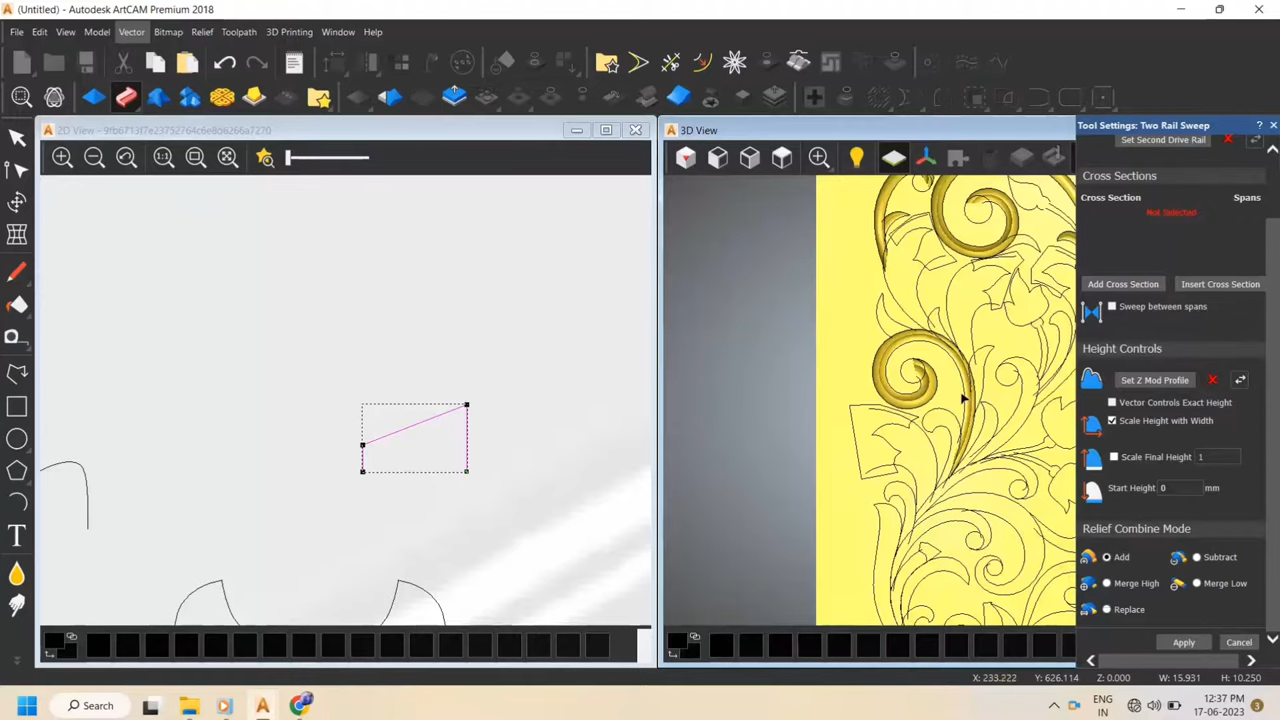 (Untitled) - Autodesk ArtCAM Premium 2018
File Edit View Model Vector Bitmap Relief Toolpath 3D Printing Window Help
2D View - 9fb6713f7e23752764c6e8d6266a7270
3D View
Tool Settings: Two Rail Sweep ?
Set Second Drive Rail
Cross Sections
Cross Section Spans
Not Selected
Add Cross Section Insert Cross Section
Sweep between spans
Height Controls
Set Z Mod Profile
Vector Controls Exact Height
Scale Height with Width
Scale Final Height 1
Start Height 0 mm
Relief Combine Mode
Add Subtract
Merge High Merge Low
Replace
Apply Cancel
X: 233.222 Y: 626.114 Z: 0.000 W: 15.931 H: 10.250
Search
ENG
IN
12:37 PM
17-06-2023
3